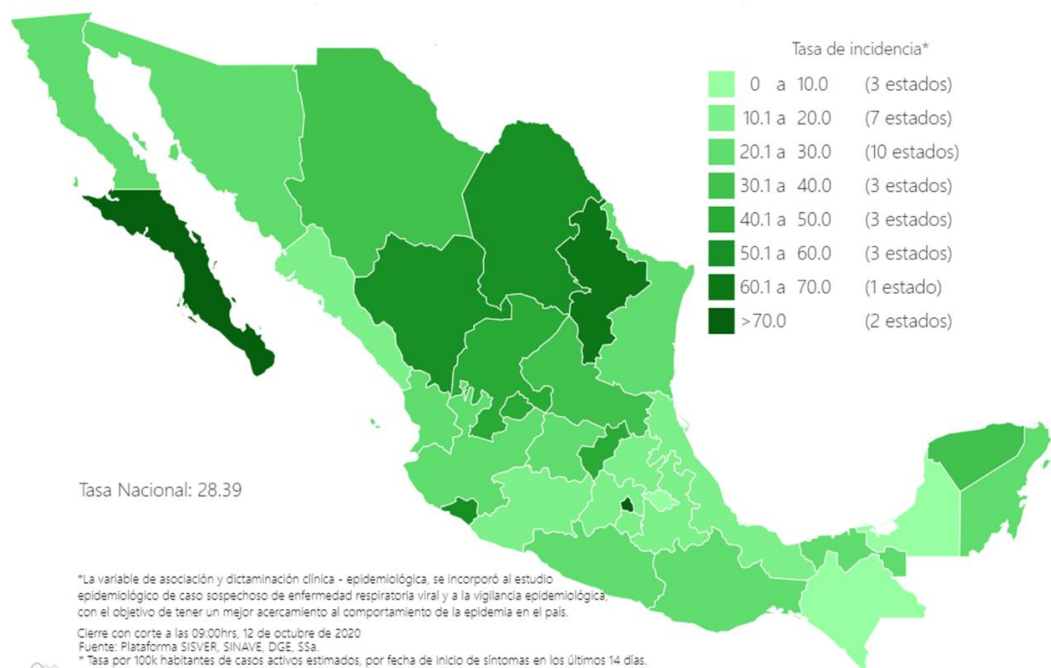 Tasa de incidencia*
0 a 10.0 (3 estados)
10.1 a 20.0 (7 estados)
20.1 a 30.0 (10 estados)
30.1 a 40.0 (3 estados)
40.1 a 50.0 (3 estados)
50.1 a 60.0 (3 estados)
60.1 a 70.0 (1 estado)
>70.0 (2 estados)
Tasa Nacional: 28.39
*La variable de asociación y dictaminación clínica - epidemiológica, se incorporó al estudio
epidemiológico de caso sospechoso de enfermedad respiratoria viral y a la vigilancia epidemiológica,
con el objetivo de tener un mejor acercamiento al comportamiento de la epidemia en el país.
Cierre con corte a las 09:00hrs, 12 de octubre de 2020
Fuente: Plataforma SISVER, SINAVE, DGE, SSa.
* Tasa por 100k habitantes de casos activos estimados, por fecha de inicio de síntomas en los últimos 14 días.